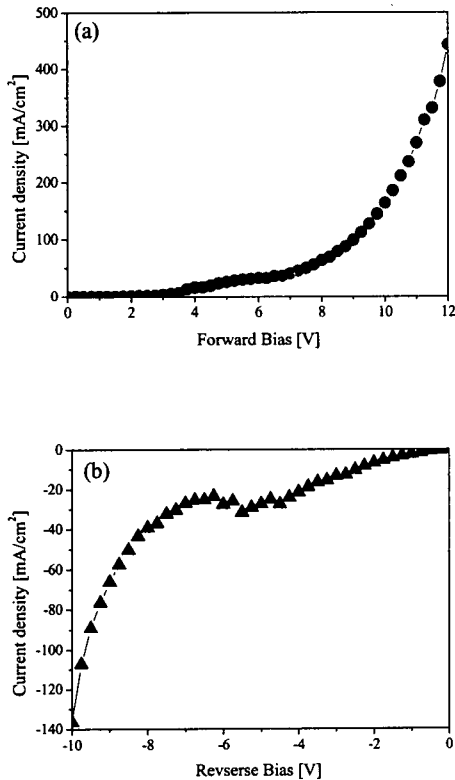 (a)
500
400
300
200
100
0
Current density [mA/cm²]
0 2 4 6 8 10 12
Forward Bias [V]
(b)
0
-20
-40
-60
-80
-100
-120
-140
Current density [mA/cm²]
-10 -8 -6 -4 -2 0
Revserse Bias [V]